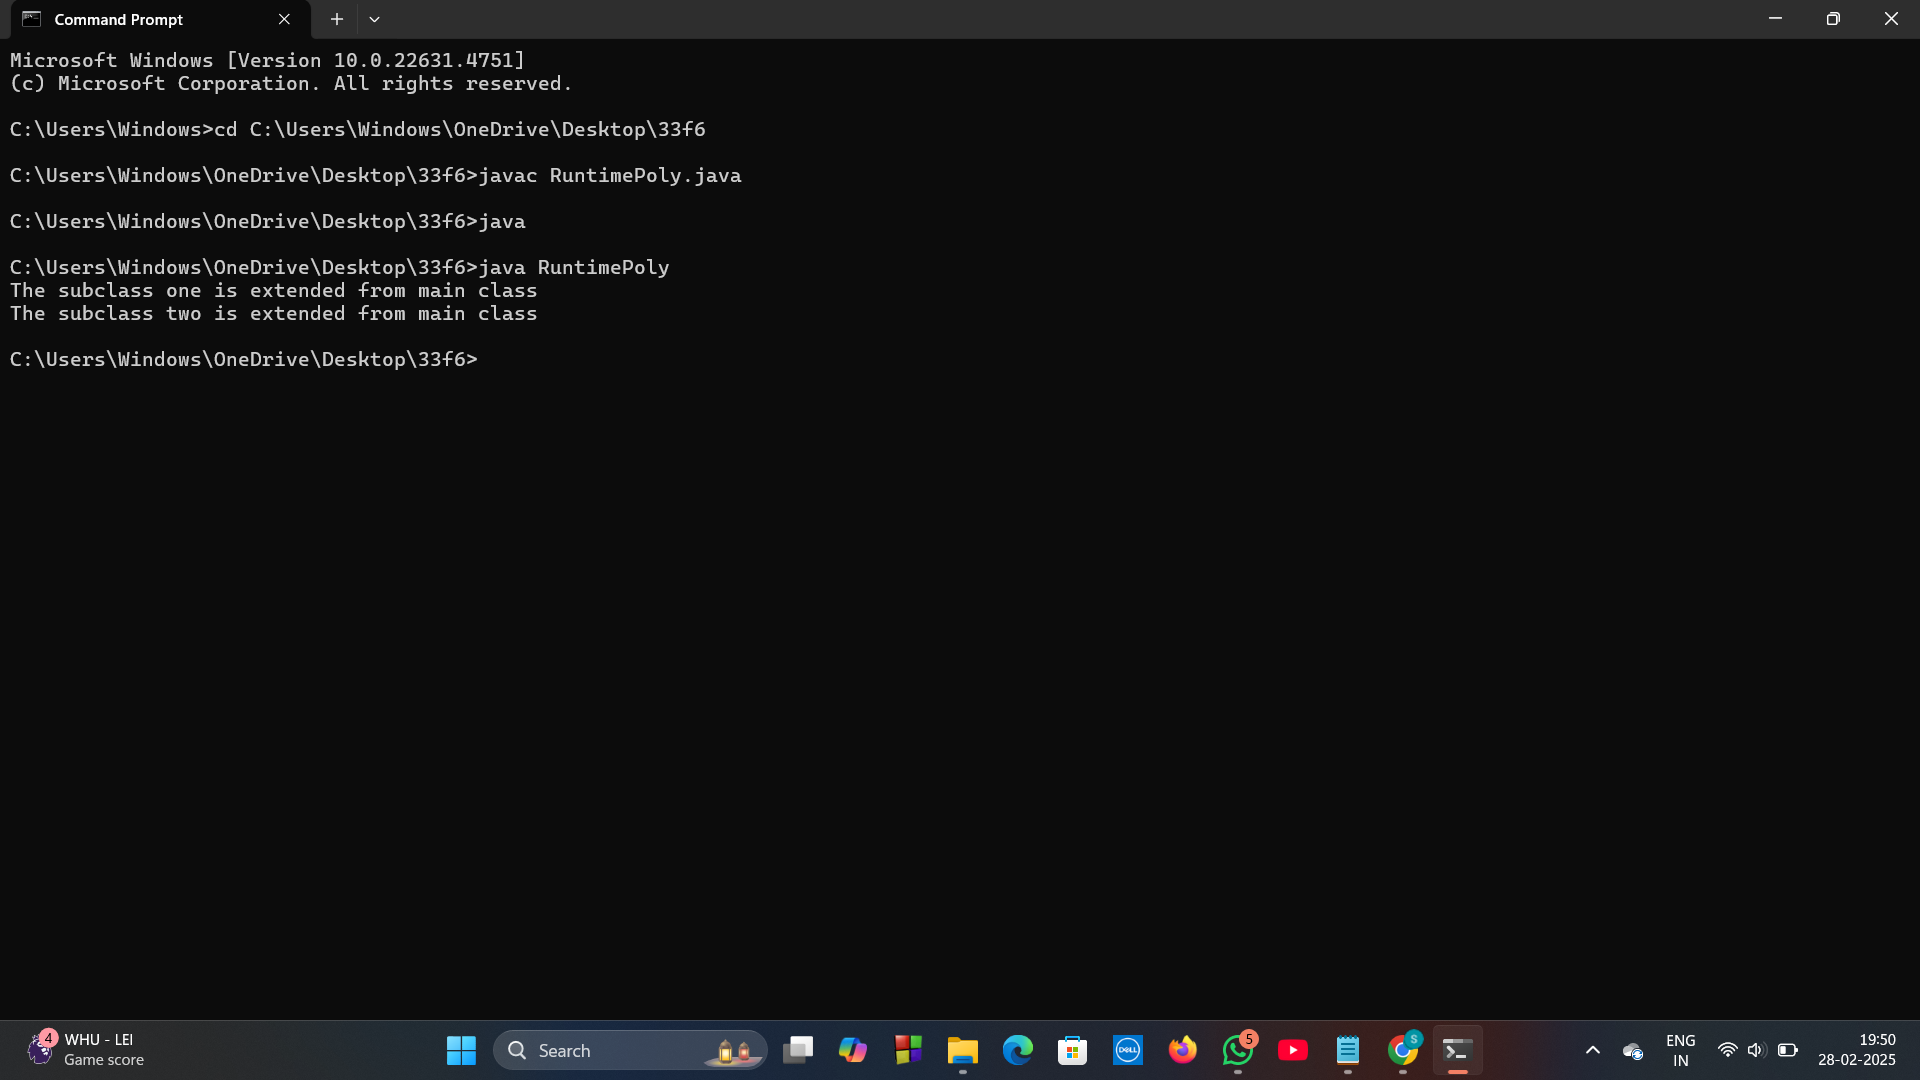 Command Prompt
Microsoft Windows [Version 10.0.22631.4751]
(c) Microsoft Corporation. All rights reserved.
C:\Users\Windows>cd C:\Users\Windows\OneDrive\Desktop\33f6
C:\Users\Windows\OneDrive\Desktop\33f6>javac RuntimePoly.java
C:\Users\Windows\OneDrive\Desktop\33f6>java
C:\Users\Windows\OneDrive\Desktop\33f6>java RuntimePoly
The subclass one is extended from main class
The subclass two is extended from main class
C:\Users\Windows\OneDrive\Desktop\33f6>
4
WHU - LEI
Game score
Search
DELL
5
S
ENG
IN
19:50
28-02-2025